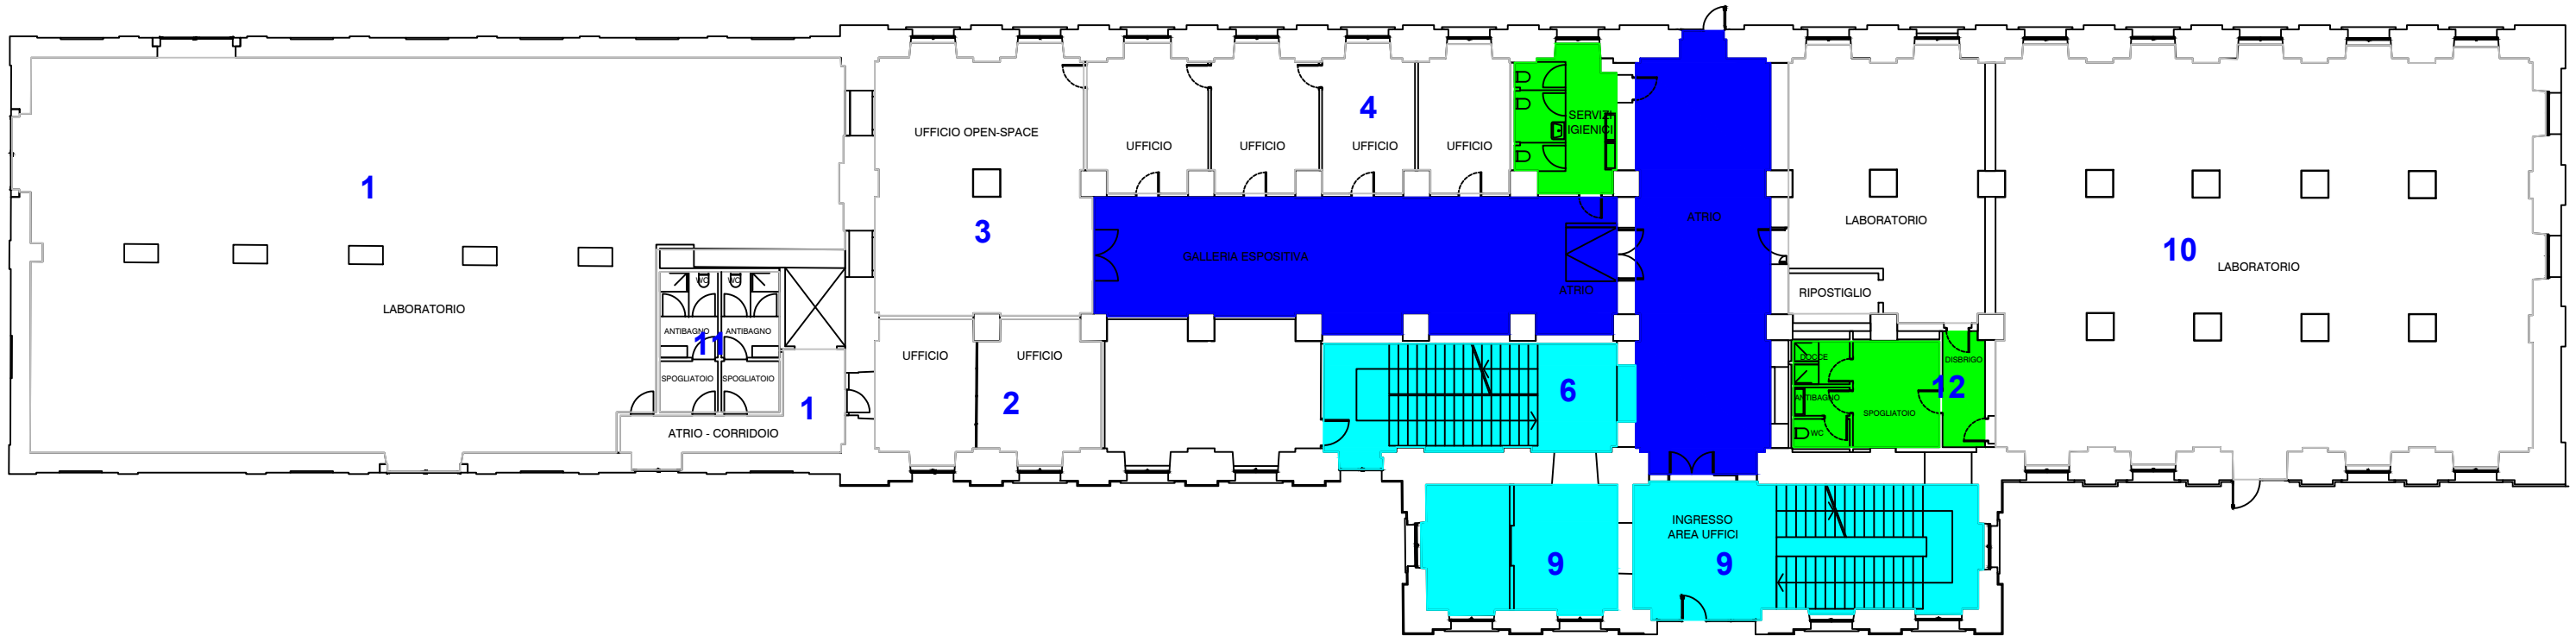 4
UFFICIO OPEN-SPACE
UFFICIO
UFFICIO
UFFICIO
UFFICIO
SERVIZI
IGIENICI
1
3
ATRIO
LABORATORIO
10
GALLERIA ESPOSITIVA
ATRIO
LABORATORIO
WC
WC
RIPOSTIGLIO
LABORATORIO
ANTIBAGNO
ANTIBAGNO
11
UFFICIO
UFFICIO
DOCCE
DISBRIGO
SPOGLIATOIO
SPOGLIATOIO
1
2
6
12
ANTIBAGNO
SPOGLIATOIO
WC
ATRIO - CORRIDOIO
INGRESSO
AREA UFFICI
9
9